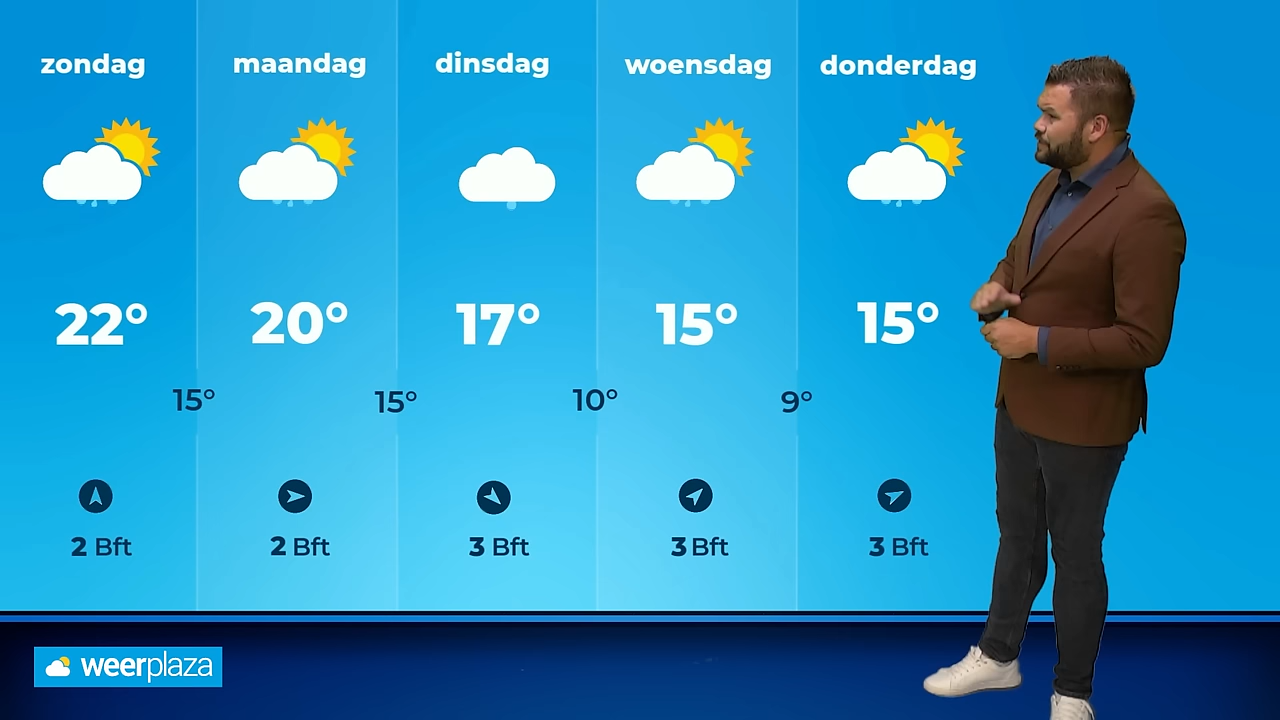 zondag maandag dinsdag woensdag donderdag
22° 20° 17° 15° 15°
15° 15° 10° 9°
2 Bft 2 Bft 3 Bft 3 Bft 3 Bft
weerplaza